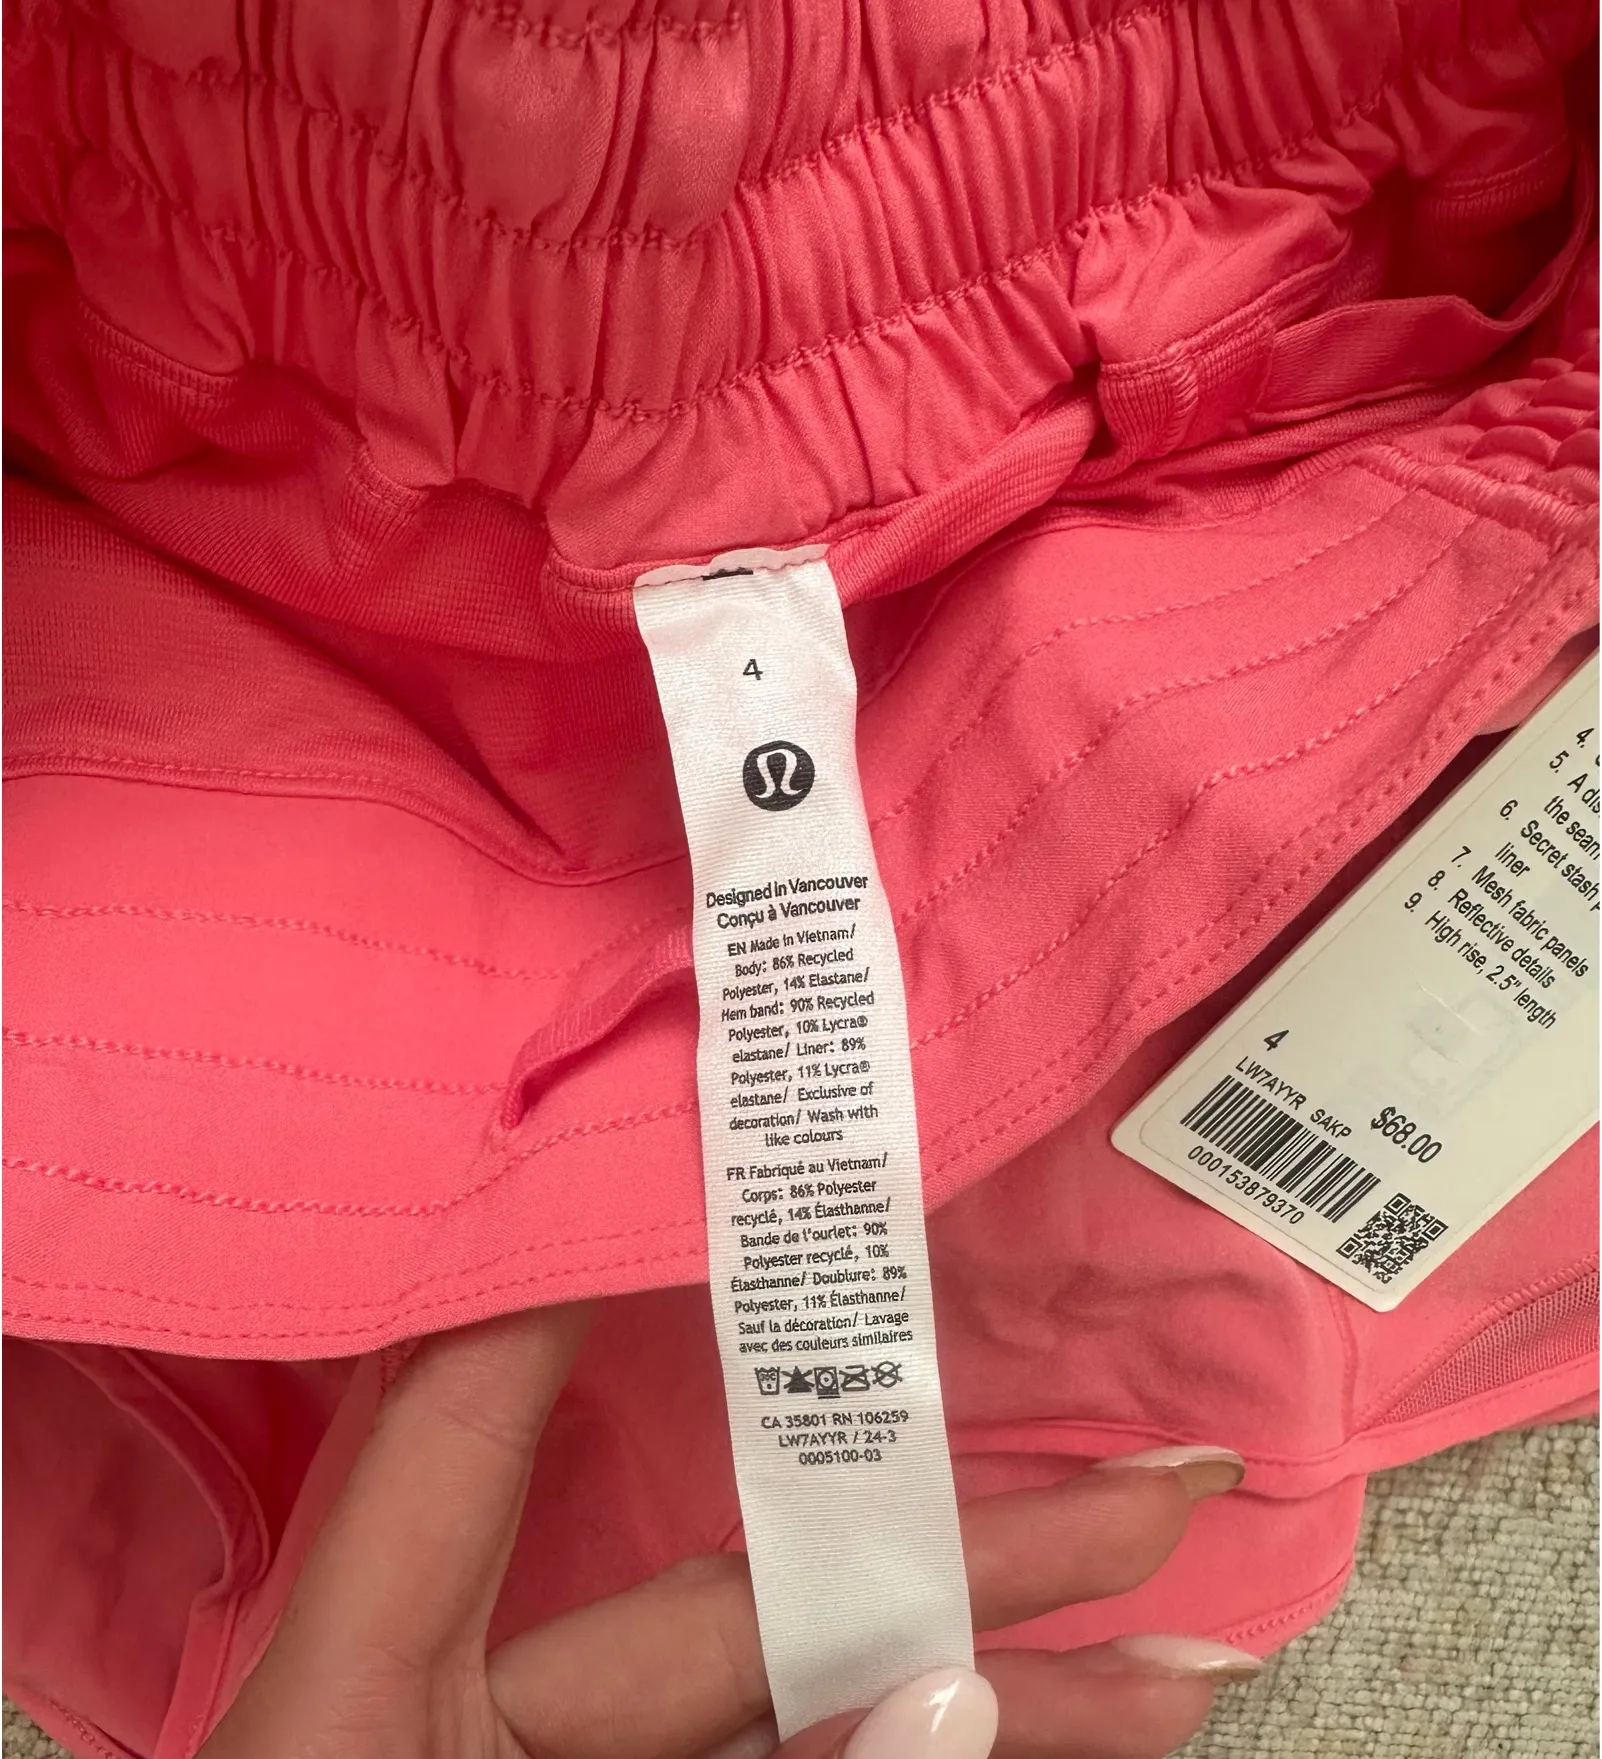 4
Designed in Vancouver
Conçu à Vancouver
EN Made in Vietnam/
Body: 86% Recycled
Polyester, 14% Elastane/
Hem band: 90% Recycled
Polyester, 10% Lycra®
elastane/ Liner: 89%
Polyester, 11% Lycra®
elastane/ Exclusive of
decoration/ Wash with
like colours
FR Fabriqué au Vietnam/
Corps: 86% Polyester
recyclé, 14% Élasthanne/
Bande de l'ourlet: 90%
Polyester recyclé, 10%
Élasthanne/ Doublure: 89%
Polyester, 11% Élasthanne/
Sauf la décoration/ Lavage
avec des couleurs similaires
CA 35801 RN 106259
LW7AYYR / 24-3
0005100-03
4.
5. A
the seam
6. Secret stash
liner
7. Mesh fabric panels
8. Reflective details
9. High rise, 2.5" length
4
LW7AYYR SAKP
$68.00
000153879370